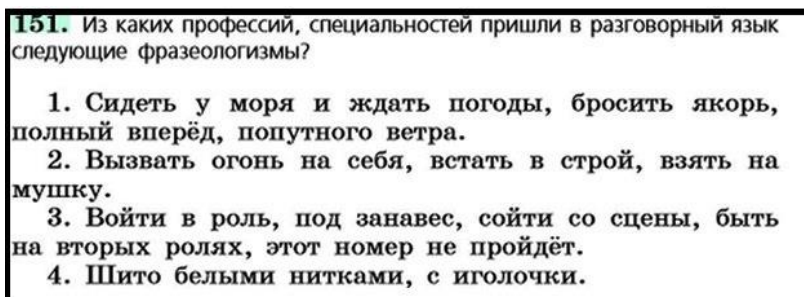 151. Из каких профессий, специальностей пришли в разговорный язык
следующие фразеологизмы?
1. Сидеть у моря и ждать погоды, бросить якорь,
полный вперёд, попутного ветра.
2. Вызвать огонь на себя, встать в строй, взять на
мушку.
3. Войти в роль, под занавес, сойти со сцены, быть
на вторых ролях, этот номер не пройдёт.
4. Шито белыми нитками, с иголочки.